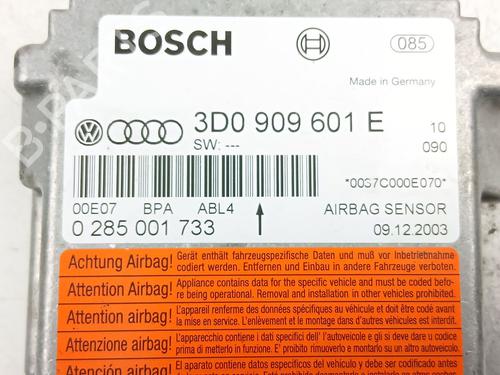 BOSCH
085
Made in Germany
3D0 909 601 E
10
SW: ---
090
*00S7C000E070*
00E07 BPA ABL4
AIRBAG SENSOR
0 285 001 733
09.12.2003
Achtung Airbag!
Gerät enthält fahrzeugspezifische Daten und muß vor Inbetriebnahme
codiert werden. Entfernen und Einbau in andere Fahrzeuge verboten.
Attention Airbag!
Appliance contains data for the specific vehicle and must be coded before
being operated. Removal and installation in other vehicles prohibited.
Attention Airbag!
L'appareil renferme des données spécifiques au véhicule et doit être codé avant
la mise en service. L'enlèvement et le montage dans d'autres véhicules est interdit.
Attenzione airbag!
L'apparecchio contiene i dati specifici dell' autoveicolo e gli si deve dare codice
prima di metterlo in funzione. E' proibito rimuoverlo e montarlo su altro autoveicolo.
Atención airbag!
El aparato contiene datos específicos del vehículo y debe ser codificado antes